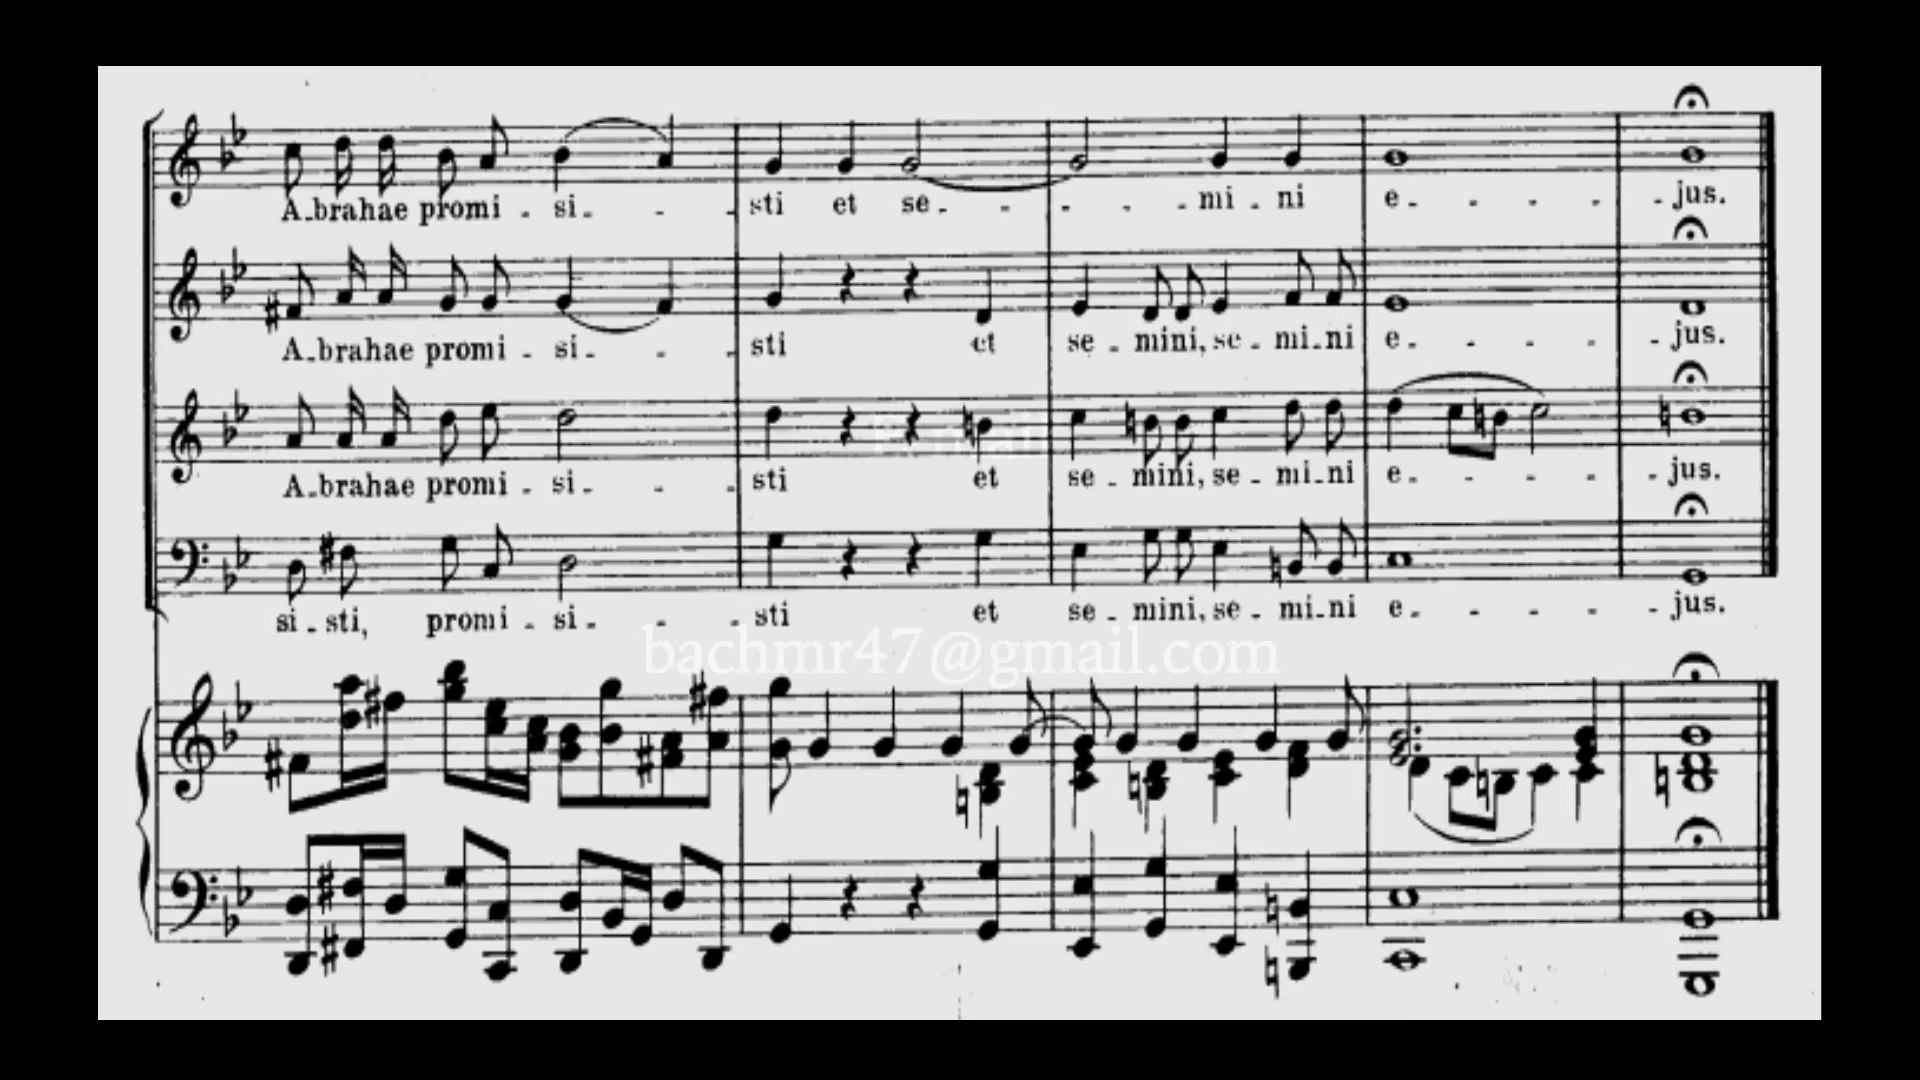 A.brahae promi . si. - - sti et se. - - - - mi . ni e. - - - - jus.
A.brahae promi . si. - - sti et se . mini, se . mi.ni e. - - - - jus.
A.brahae promi . si. - - sti et se . mini, se . mi.ni e. - - - - jus.
si . sti, promi . si. - - sti et se . mini, se . mi.ni e. - - - - jus.
bachmr47@gmail.com